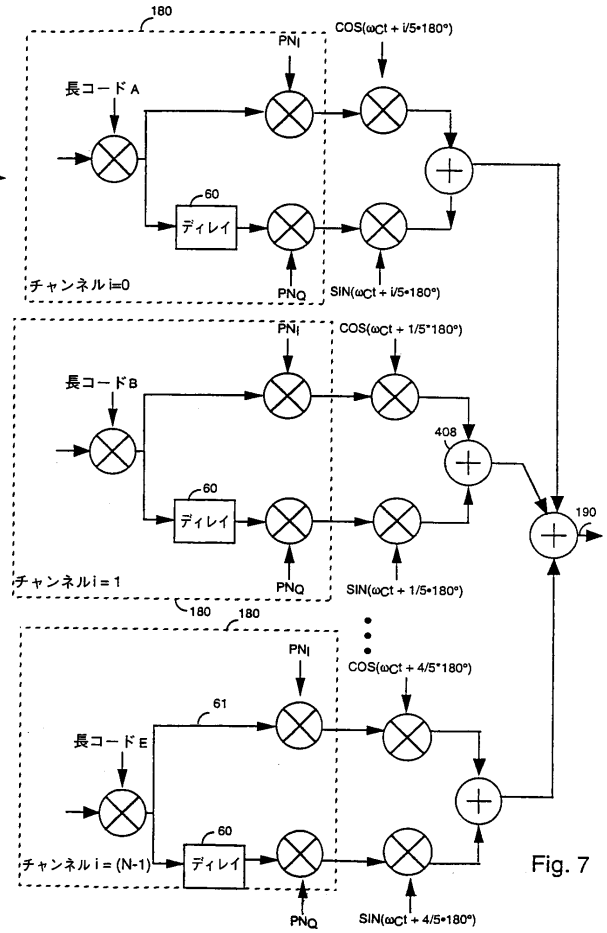 180
COS(ωCt + i/5•180°)
PNI
長コード A
60
ディレイ
チャンネル i=0
PNQ
SIN(ωCt + i/5•180°)
PNI
COS(ωCt + 1/5*180°)
長コード B
408
60
ディレイ
190
チャンネル i = 1
PNQ
SIN(ωCt + 1/5•180°)
180
180
PNI
COS(ωCt + 4/5*180°)
61
長コード E
60
ディレイ
チャンネル i = (N-1)
Fig. 7
PNQ
SIN(ωCt + 4/5•180°)